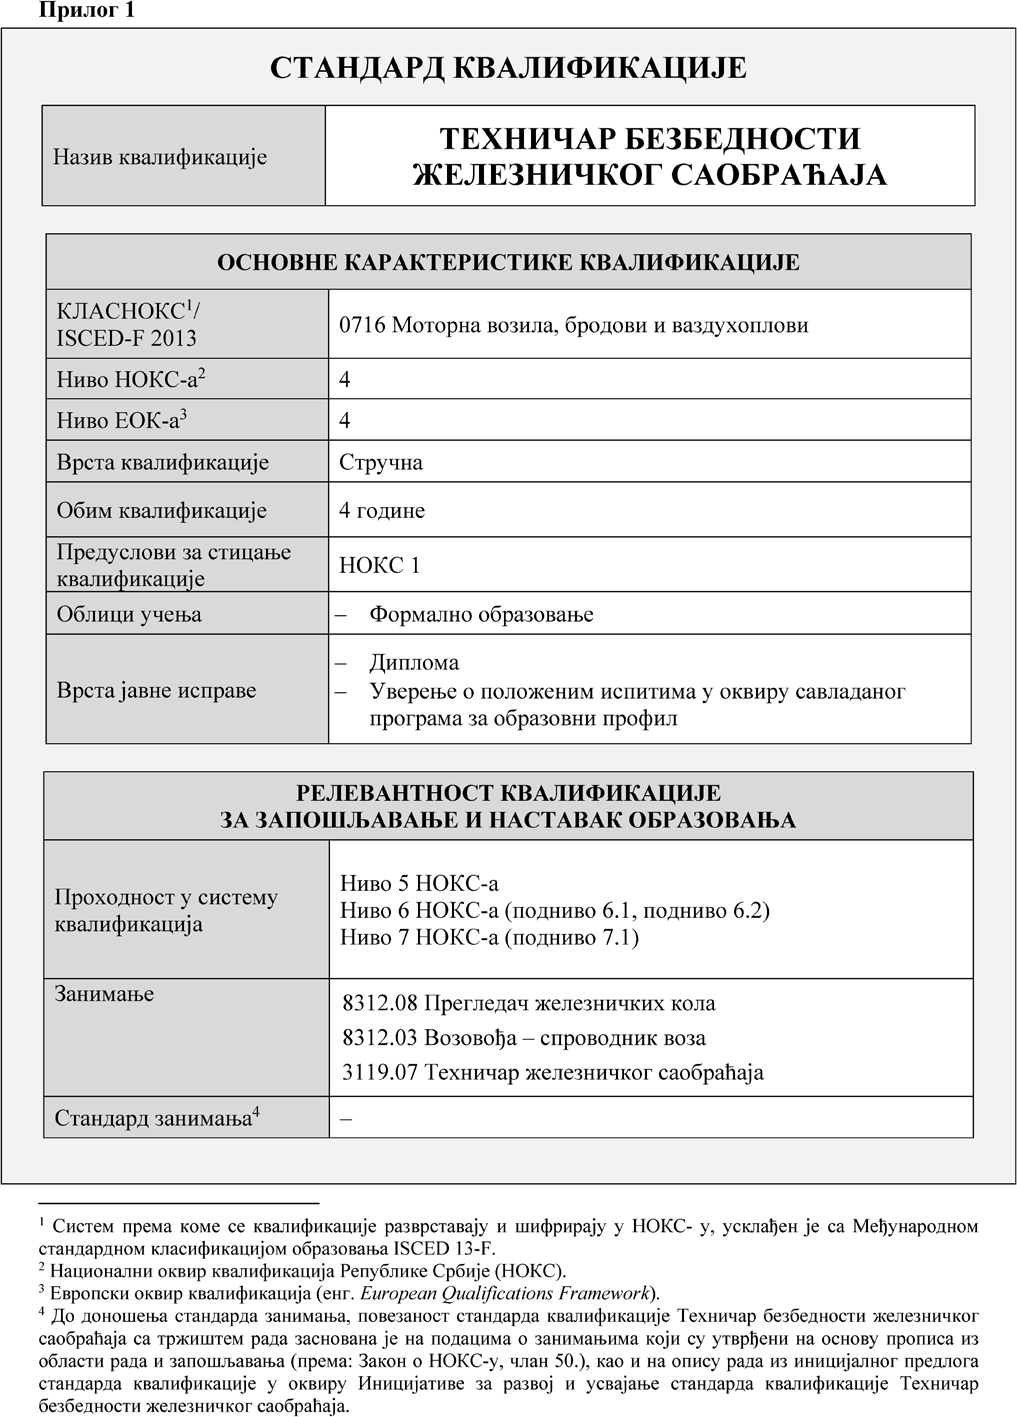 Прилог 1
СТАНДАРД КВАЛИФИКАЦИЈЕ
Назив квалификације
ТЕХНИЧАР БЕЗБЕДНОСТИ
ЖЕЛЕЗНИЧКОГ САОБРАЋАЈА
ОСНОВНЕ КАРАКТЕРИСТИКЕ КВАЛИФИКАЦИЈЕ
КЛАСНОКС¹/
ISCED-F 2013
0716 Моторна возила, бродови и ваздухоплови
Ниво НОКС-а²
4
Ниво ЕОК-а³
4
Врста квалификације
Стручна
Обим квалификације
4 године
Предуслови за стицање
квалификације
НОКС 1
Облици учења
– Формално образовање
Врста јавне исправе
– Диплома
– Уверење о положеним испитима у оквиру савладаног
програма за образовни профил
РЕЛЕВАНТНОСТ КВАЛИФИКАЦИЈЕ
ЗА ЗАПОШЉАВАЊЕ И НАСТАВАК ОБРАЗОВАЊА
Проходност у систему
квалификација
Ниво 5 НОКС-а
Ниво 6 НОКС-а (подниво 6.1, подниво 6.2)
Ниво 7 НОКС-а (подниво 7.1)
Занимање
8312.08 Прегледач железничких кола
8312.03 Возовођа – спроводник воза
3119.07 Техничар железничког саобраћаја
Стандард занимања⁴
–
¹ Систем према коме се квалификације разврставају и шифрирају у НОКС- у, усклађен је са Међународном
стандардном класификацијом образовања ISCED 13-F.
² Национални оквир квалификација Републике Србије (НОКС).
³ Европски оквир квалификација (енг. European Qualifications Framework).
⁴ До доношења стандарда занимања, повезаност стандарда квалификације Техничар безбедности железничког
саобраћаја са тржиштем рада заснована је на подацима о занимањима који су утврђени на основу прописа из
области рада и запошљавања (према: Закон о НОКС-у, члан 50.), као и на опису рада из иницијалног предлога
стандарда квалификације у оквиру Иницијативе за развој и усвајање стандарда квалификације Техничар
безбедности железничког саобраћаја.